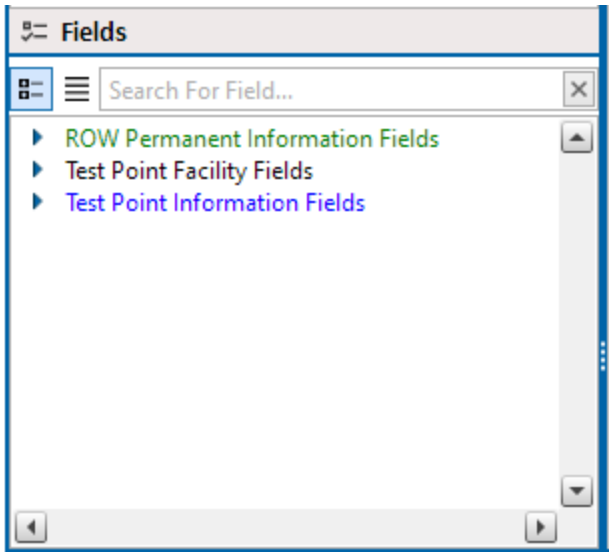 Fields
Search For Field...
ROW Permanent Information Fields
Test Point Facility Fields
Test Point Information Fields